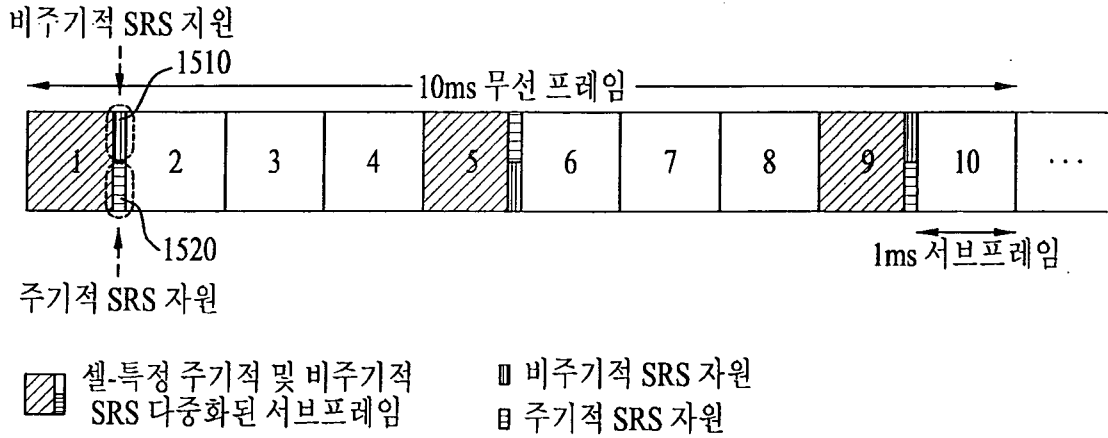 비주기적 SRS 지원
1510
10ms 무선 프레임
1 2 3 4 5 6 7 8 9 10 ···
1520
1ms 서브프레임
주기적 SRS 자원
셀-특정 주기적 및 비주기적
SRS 다중화된 서브프레임
비주기적 SRS 자원
주기적 SRS 자원